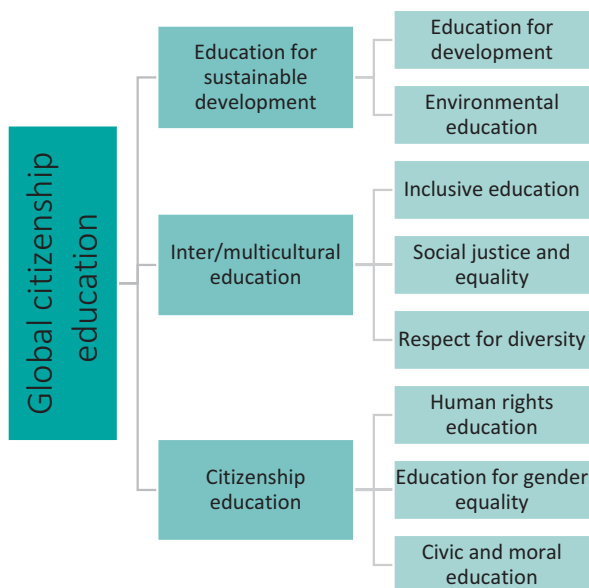 Global citizenship
education
Education for
sustainable
development
Education for
development
Environmental
education
Inter/multicultural
education
Inclusive education
Social justice and
equality
Respect for diversity
Citizenship
education
Human rights
education
Education for gender
equality
Civic and moral
education